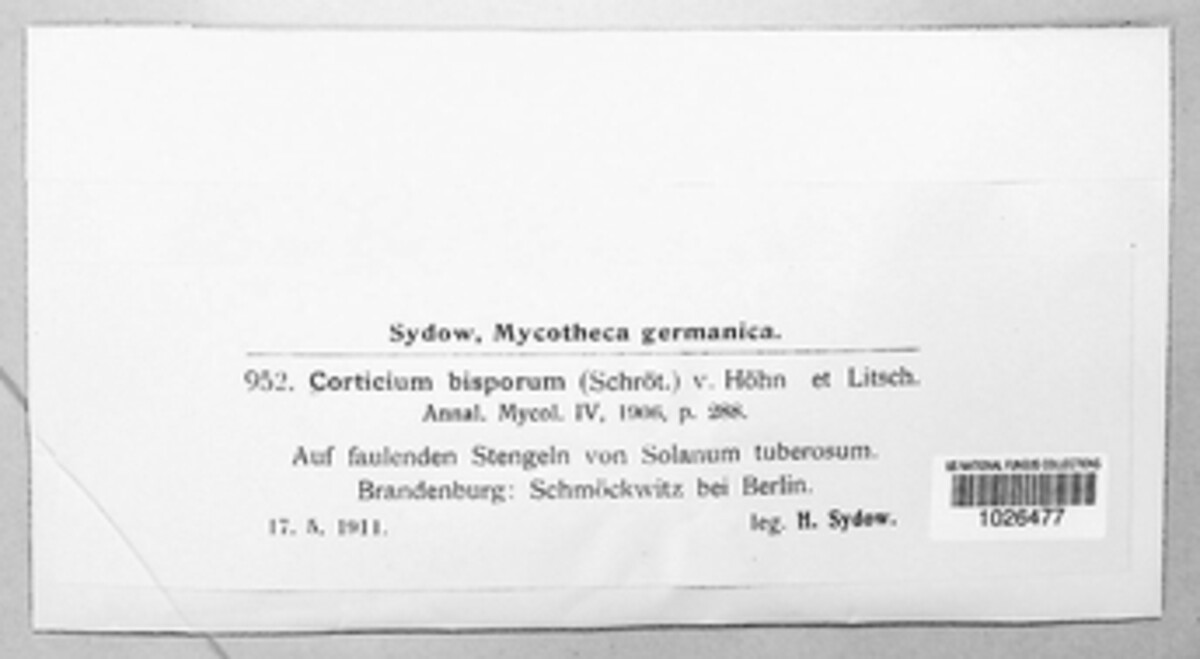 Sydow, Mycotheca germanica.
952. Corticium bisporum (Schröt.) v. Höhn et Litsch.
Annal. Mycol. IV, 1906, p. 288.
Auf faulenden Stengeln von Solanum tuberosum.
Brandenburg: Schmöckwitz bei Berlin.
17. 5. 1911.
leg. H. Sydow.
US NATIONAL FUNGUS COLLECTIONS
1026477